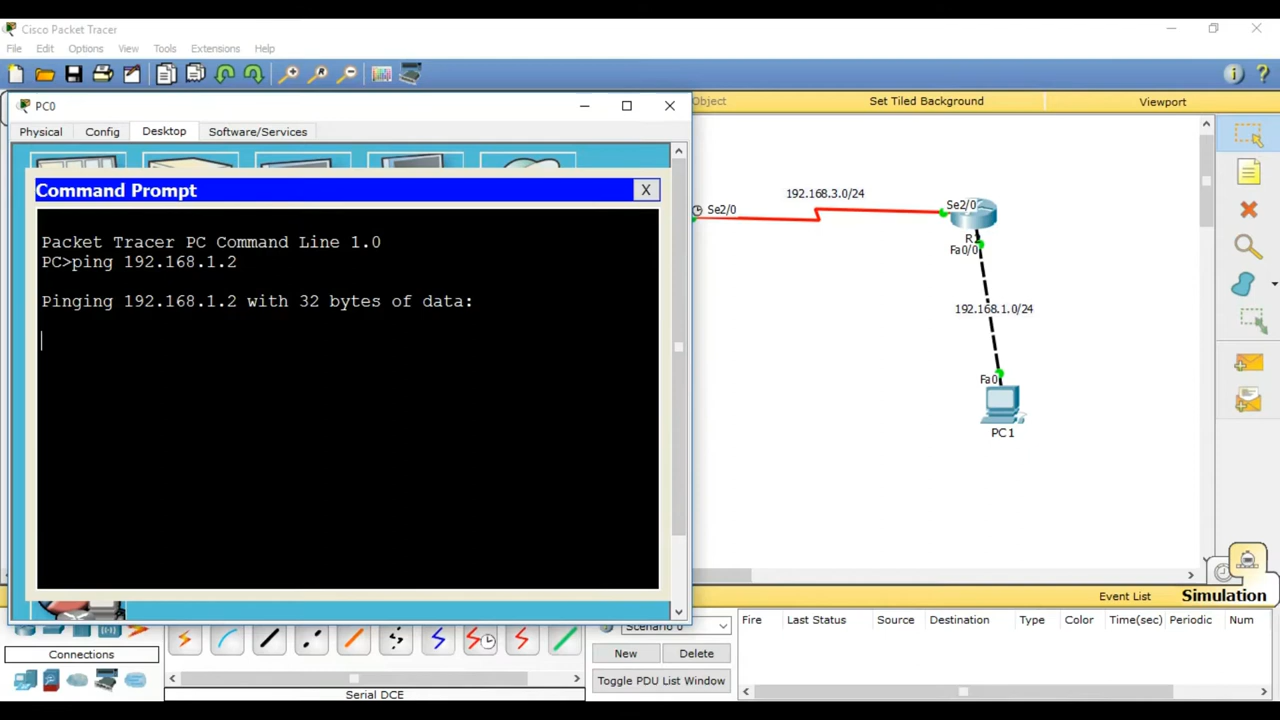 Cisco Packet Tracer
File Edit Options View Tools Extensions Help
PC0
Object
Set Tiled Background
Viewport
Physical Config Desktop Software/Services
Command Prompt
X
Packet Tracer PC Command Line 1.0
PC>ping 192.168.1.2
Pinging 192.168.1.2 with 32 bytes of data:
192.168.3.0/24
Se2/0
Se2/0
Fa0/0
192.168.1.0/24
Fa0
PC1
Event List
Simulation
Fire Last Status Source Destination Type Color Time(sec) Periodic Num
Scenario 0
New
Delete
Toggle PDU List Window
Connections
Serial DCE